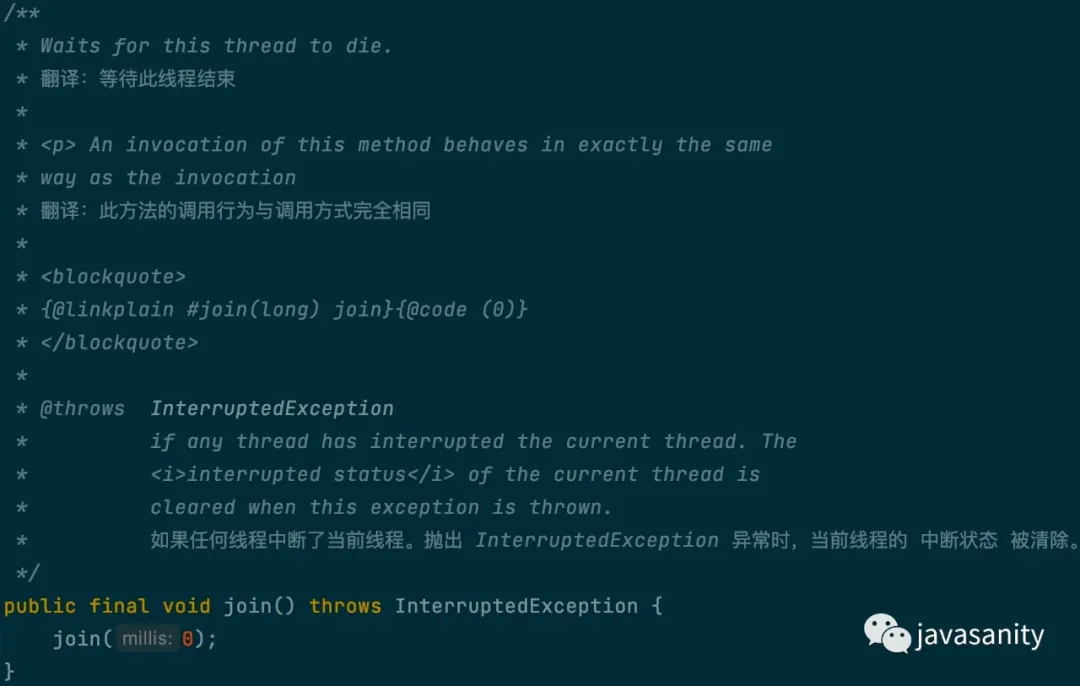 /**
 * Waits for this thread to die.
 * 翻译：等待此线程结束
 *
 * <p> An invocation of this method behaves in exactly the same
 * way as the invocation
 * 翻译：此方法的调用行为与调用方式完全相同
 *
 * <blockquote>
 * {@linkplain #join(long) join}{@code (0)}
 * </blockquote>
 *
 * @throws  InterruptedException
 *          if any thread has interrupted the current thread. The
 *          <i>interrupted status</i> of the current thread is
 *          cleared when this exception is thrown.
 *          如果任何线程中断了当前线程。抛出 InterruptedException 异常时，当前线程的 中断状态 被清除。
 */
public final void join() throws InterruptedException {
    join( millis: 0);
}
javasanity